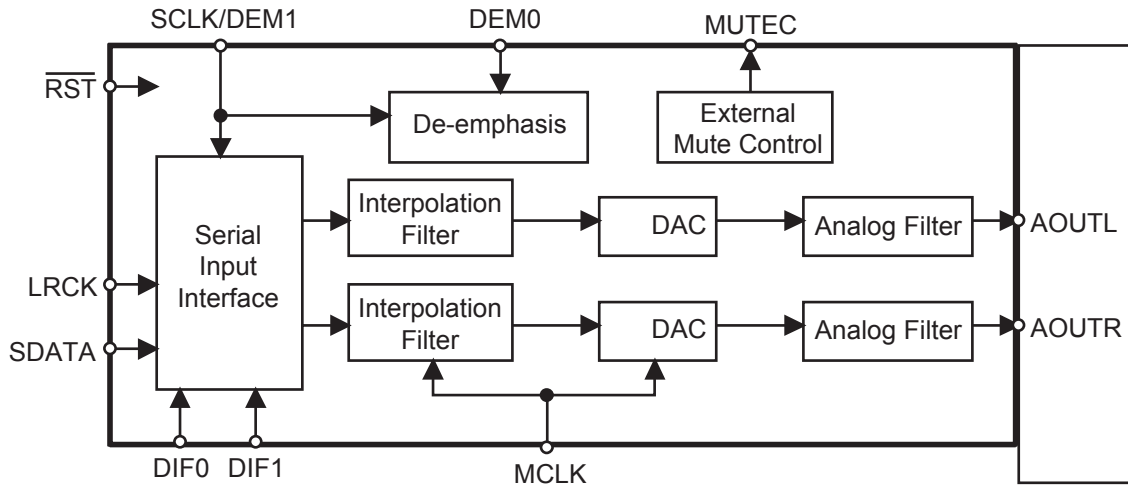 SCLK/DEM1
DEM0
MUTEC
RST
De-emphasis
External
Mute Control
Serial
Input
Interface
Interpolation
Filter
DAC
Analog Filter
AOUTL
LRCK
SDATA
Interpolation
Filter
DAC
Analog Filter
AOUTR
DIF0
DIF1
MCLK